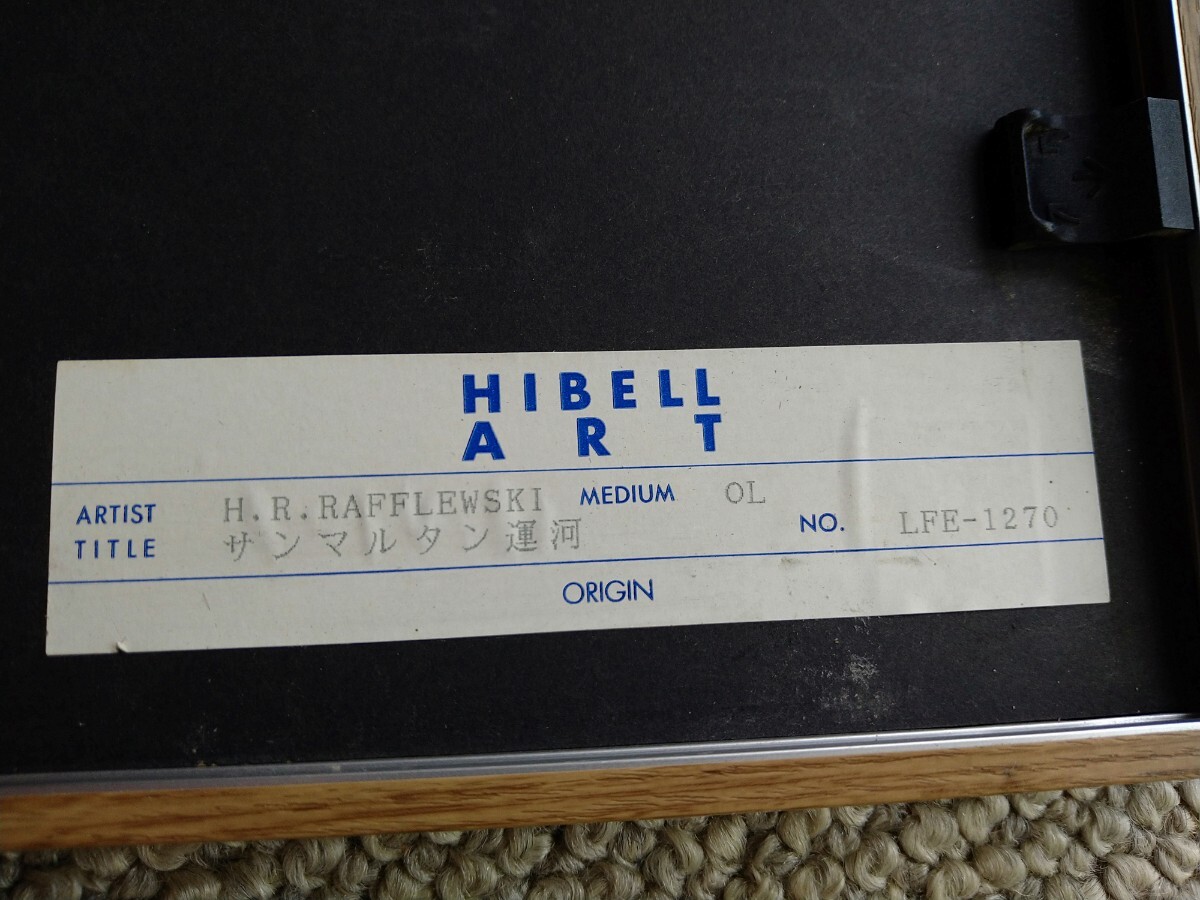 HIBELL
ART
ARTIST H.R.RAFFLEWSKI MEDIUM OL
TITLE サンマルタン運河 NO. LFE-1270
ORIGIN